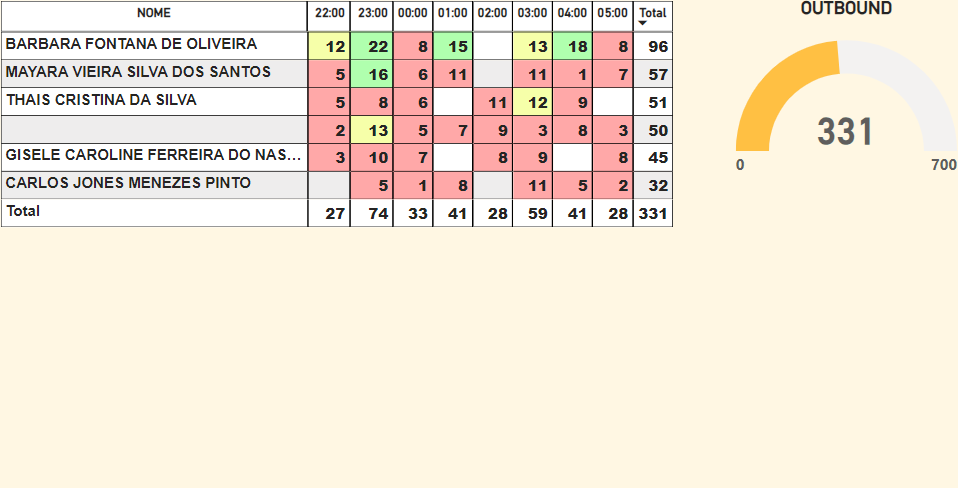 NOME 22:00 23:00 00:00 01:00 02:00 03:00 04:00 05:00 Total
BARBARA FONTANA DE OLIVEIRA 12 22 8 15 13 18 8 96
MAYARA VIEIRA SILVA DOS SANTOS 5 16 6 11 11 1 7 57
THAIS CRISTINA DA SILVA 5 8 6 11 12 9 51
2 13 5 7 9 3 8 3 50
GISELE CAROLINE FERREIRA DO NAS... 3 10 7 8 9 8 45
CARLOS JONES MENEZES PINTO 5 1 8 11 5 2 32
Total 27 74 33 41 28 59 41 28 331
OUTBOUND
331
0 700